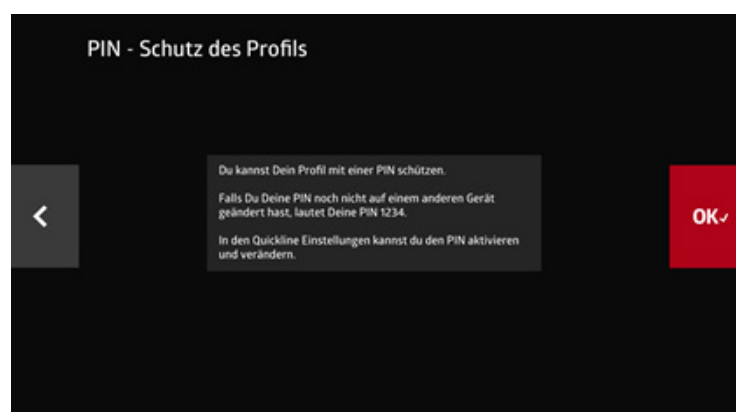 PIN - Schutz des Profils
Du kannst Dein Profil mit einer PIN schützen.
Falls Du Deine PIN noch nicht auf einem anderen Gerät
geändert hast, lautet Deine PIN 1234.
In den Quickline Einstellungen kannst du den PIN aktivieren
und verändern.
OK✓